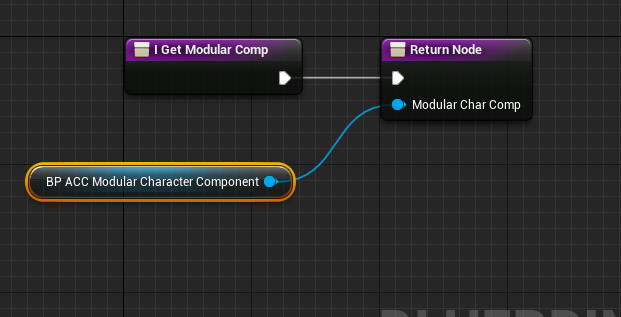 I Get Modular Comp
Return Node
Modular Char Comp
BP ACC Modular Character Component